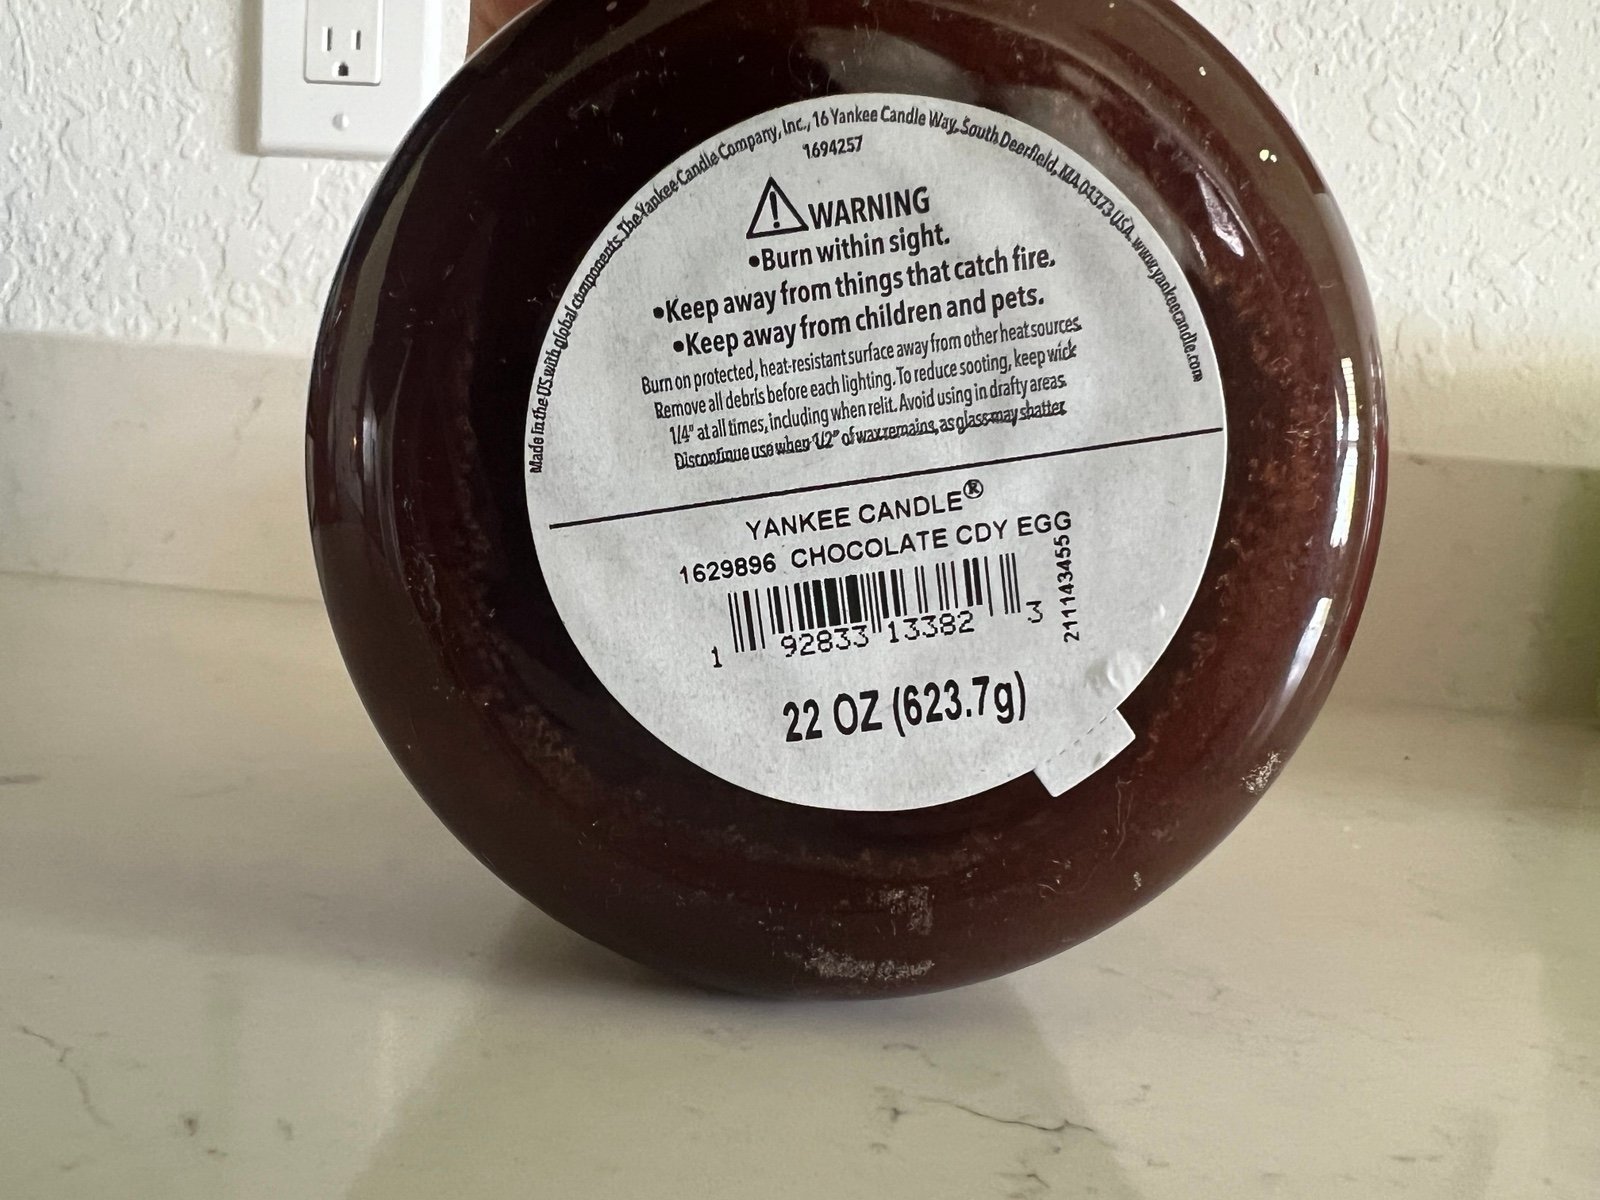 Made in the US with global components. The Yankee Candle Company, Inc., 16 Yankee Candle Way, South Deerfield, MA 01373 USA. www.yankeecandle.com
1694257
WARNING
•Burn within sight.
•Keep away from things that catch fire.
•Keep away from children and pets.
Burn on protected, heat-resistant surface away from other heat sources.
Remove all debris before each lighting. To reduce sooting, keep wick
1/4" at all times, including when relit. Avoid using in drafty areas.
Discontinue use when 1/2" of wax remains, as glass may shatter.
YANKEE CANDLE®
1629896 CHOCOLATE CDY EGG
211143455
1 92833 13382 3
22 OZ (623.7g)